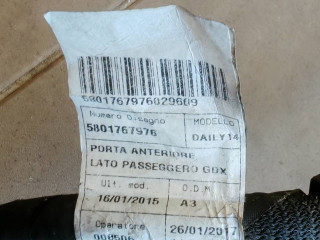 5801767976029609
Numero Disegno
MODELLO
5801767976
DAILY14
PORTA ANTERIORE
LATO PASSEGGERO GDX
Ult. mod.
O.D.M
16/01/2015
A3
Operatore
26/01/2017